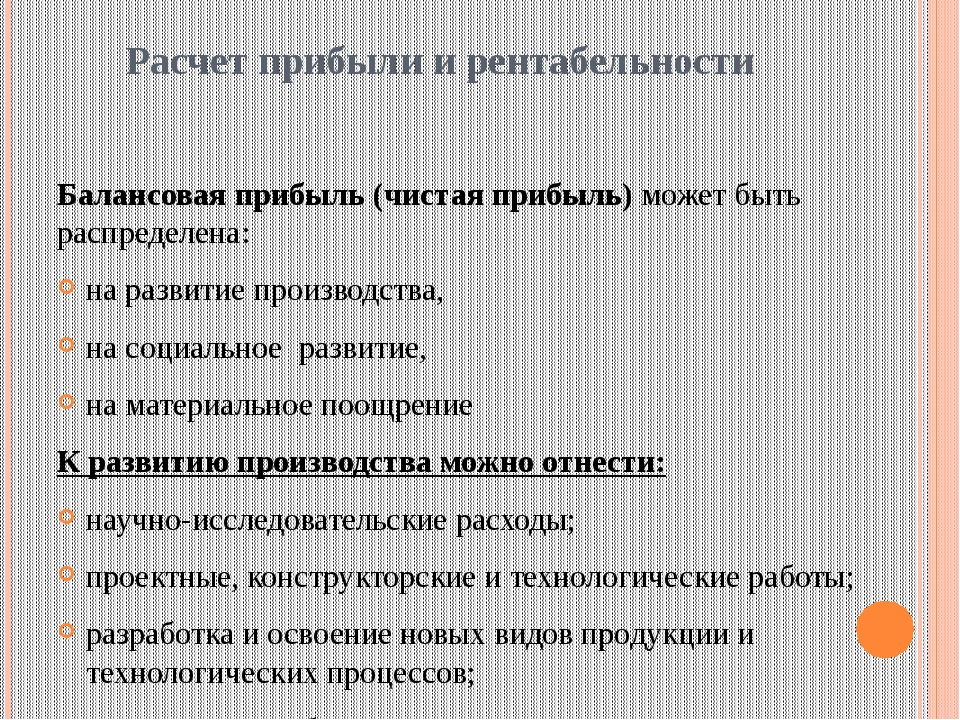 Расчет прибыли и рентабельности
Балансовая прибыль (чистая прибыль) может быть
распределена:
на развитие производства,
на социальное  развитие,
на материальное поощрение
К развитию производства можно отнести:
научно-исследовательские расходы;
проектные, конструкторские и технологические работы;
разработка и освоение новых видов продукции и
технологических процессов;